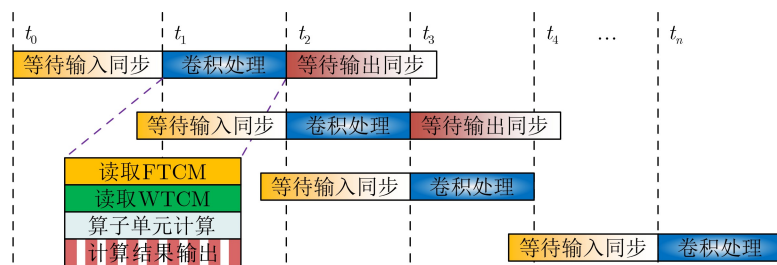 t0 t1 t2 t3 t4 … tn
等待输入同步 卷积处理 等待输出同步
等待输入同步 卷积处理 等待输出同步
读取FTCM
读取WTCM
算子单元计算
计算结果输出
等待输入同步 卷积处理
等待输入同步 卷积处理